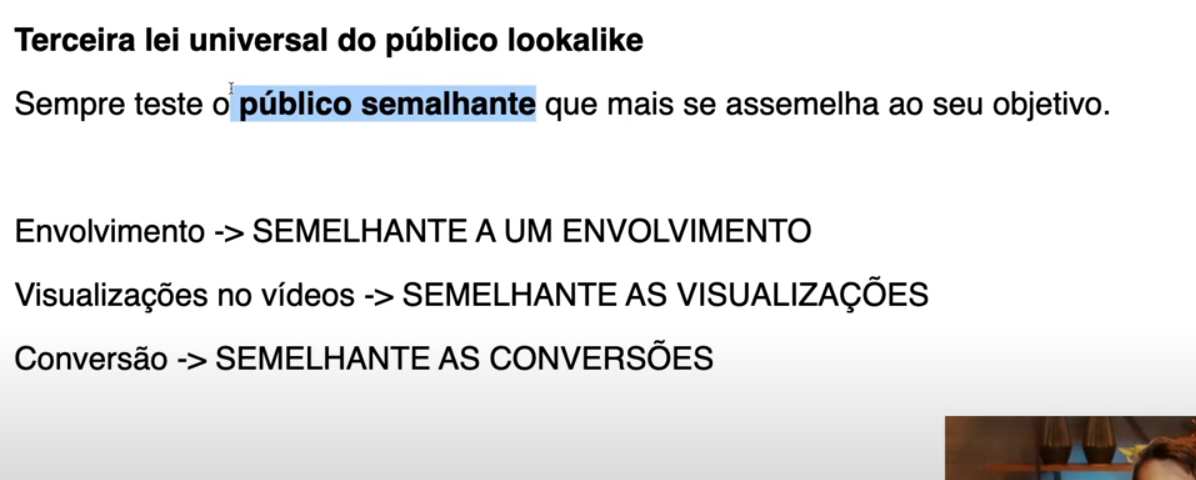 Terceira lei universal do público lookalike
Sempre teste o público semalhante que mais se assemelha ao seu objetivo.
Envolvimento -> SEMELHANTE A UM ENVOLVIMENTO
Visualizações no vídeos -> SEMELHANTE AS VISUALIZAÇÕES
Conversão -> SEMELHANTE AS CONVERSÕES